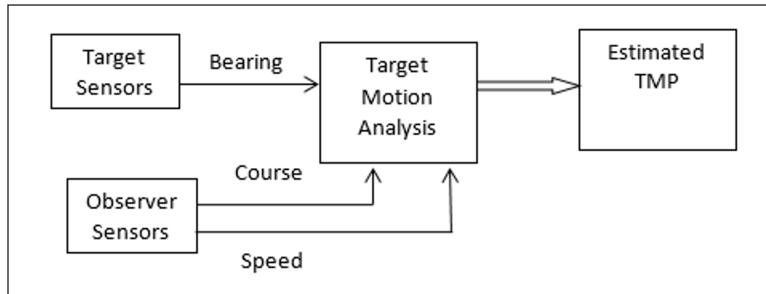 Target
Sensors
Bearing
Target
Motion
Analysis
Estimated
TMP
Course
Observer
Sensors
Speed